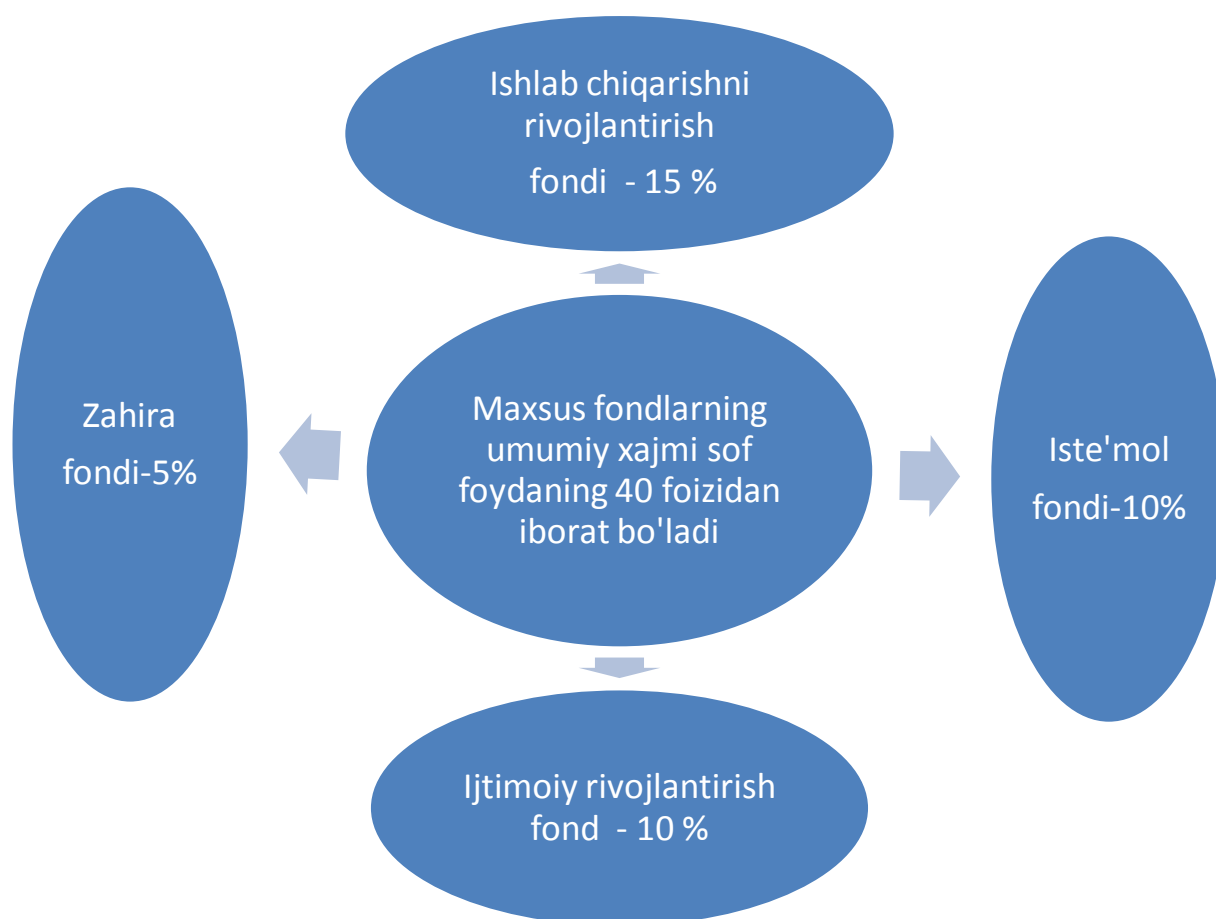 Ishlab chiqarishni
rivojlantirish
fondi - 15 %
Zahira
fondi-5%
Maxsus fondlarning
umumiy xajmi sof
foydaning 40 foizidan
iborat bo'ladi
Iste'mol
fondi-10%
Ijtimoiy rivojlantirish
fond - 10 %